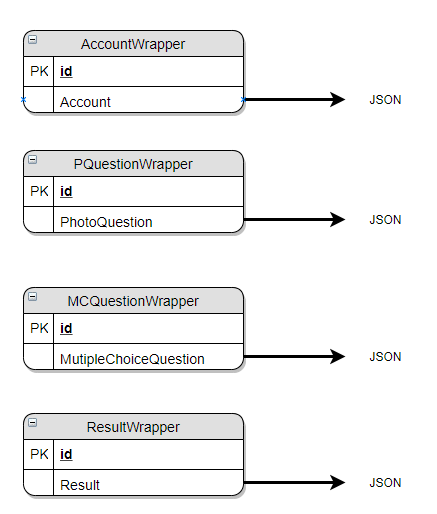 AccountWrapper
PK id
Account JSON
PQuestionWrapper
PK id
PhotoQuestion JSON
MCQuestionWrapper
PK id
MutipleChoiceQuestion JSON
ResultWrapper
PK id
Result JSON